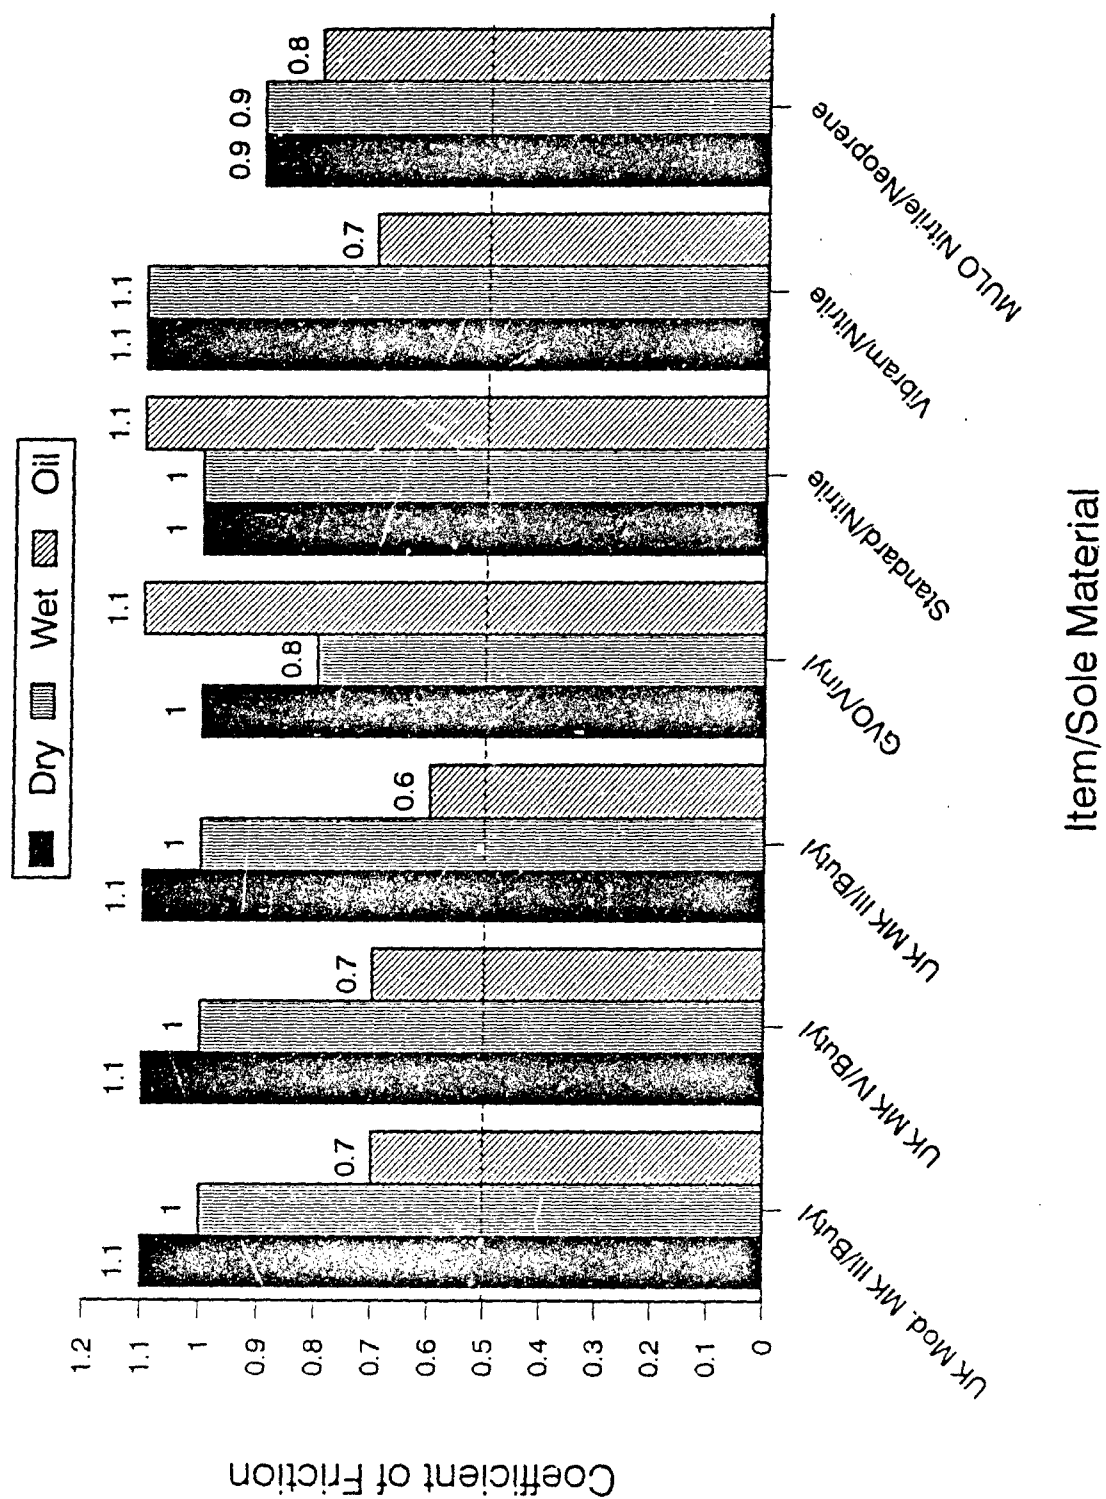 Dry Wet Oil
Coefficient of Friction
1.2
1.1
1
0.9
0.8
0.7
0.6
0.5
0.4
0.3
0.2
0.1
0
1.1 1 0.7
1.1 1 0.7
1.1 1 0.6
1 0.8 1.1
1 1 1.1
1.1 1.1 0.7
0.9 0.9 0.8
UK Mod. MK III/Butyl
UK MK IV/Butyl
UK MK III/Butyl
GVO/Vinyl
Standard/Nitrile
Vibram/Nitrile
MULO Nitrile/Neoprene
Item/Sole Material